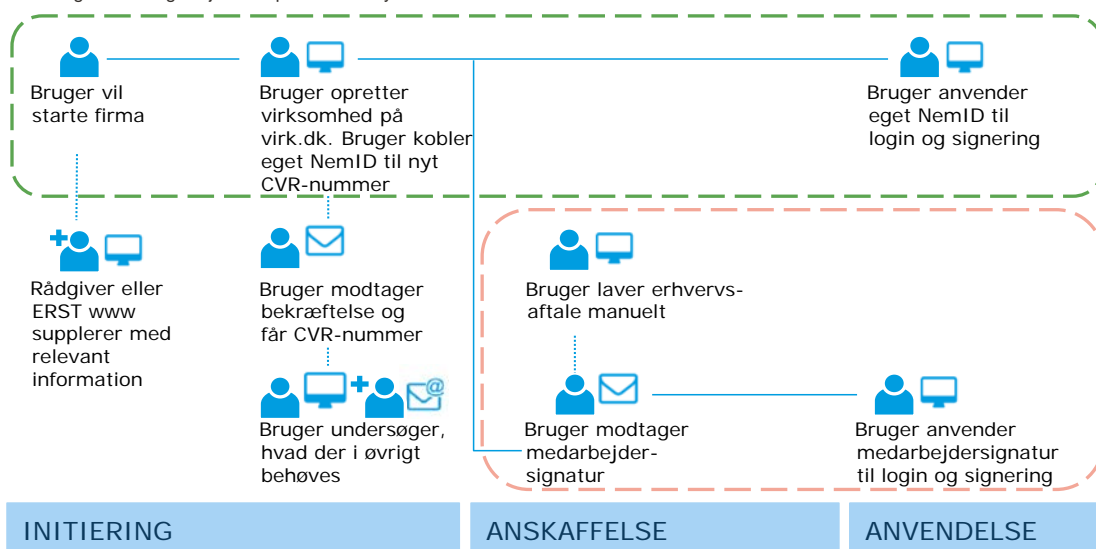 Bruger vil
starte firma
Bruger opretter
virksomhed på
virk.dk. Bruger kobler
eget NemID til nyt
CVR-nummer
Bruger anvender
eget NemID til
login og signering
Rådgiver eller
ERST www
supplerer med
relevant
information
Bruger modtager
bekræftelse og
får CVR-nummer
Bruger laver erhvervs-
aftale manuelt
Bruger undersøger,
hvad der i øvrigt
behøves
Bruger modtager
medarbejder-
signatur
Bruger anvender
medarbejdersignatur
til login og signering
INITIERING
ANSKAFFELSE
ANVENDELSE